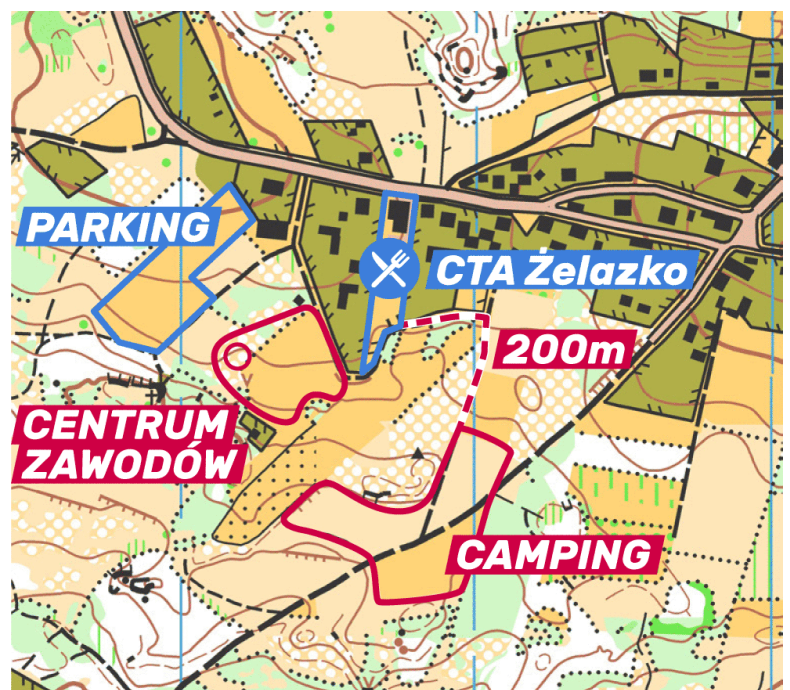 PARKING
CTA Żelazko
200m
CENTRUM
ZAWODÓW
CAMPING